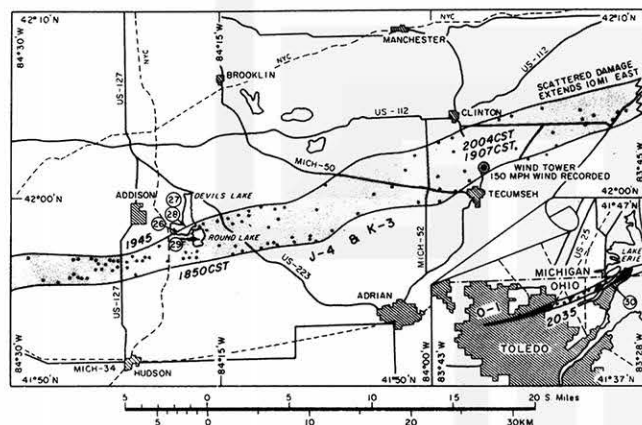 42°10'N
84°30'W
84°15'W
NYC
MANCHESTER
NYC
US-112
42°10'N
BROOKLIN
US-127
NYC
SCATTERED DAMAGE
EXTENDS 10 MI EAST
US-112
CLINTON
2004CST
1907CST
MICH-50
83°45'W
WIND TOWER
150 MPH WIND RECORDED
42°00'N
ADDISON
27
28
26
29
DEVILS LAKE
ROUND LAKE
TECUMSEH
42°00'N
41°47'N
1945
1850CST
J-4 & K-3
MICH-52
US-223
US-127
US-25
LAKE ERIE
MICHIGAN
OHIO
O-1
2035
30
TOLEDO
ADRIAN
84°30'W
41°50'N
MICH-34
HUDSON
84°15'W
41°50'N
84°00'W
83°43'W
83°28'W
41°37'N
5 0 5 10 15 20 S. Miles
5 0 10 20 30KM